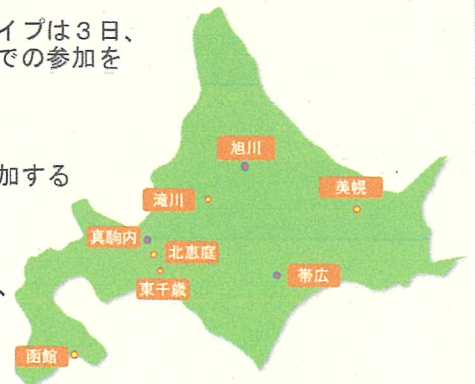 イプは３日、
での参加を
加する
、
旭川
美幌
滝川
真駒内
北恵庭
東千歳
帯広
函館